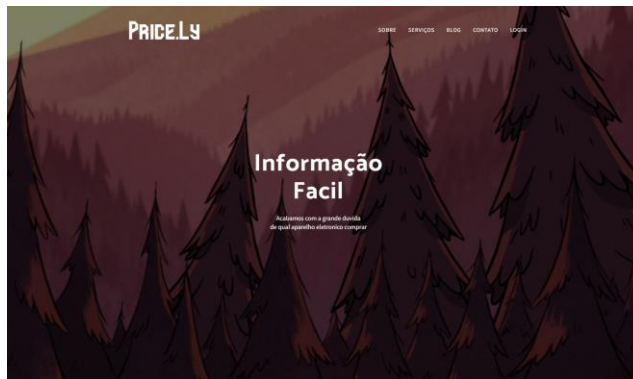 PRICE.LY
SOBRE SERVIÇOS BLOG CONTATO LOGIN
Informação
Facil
Acabamos com a grande duvida
de qual aparelho eletronico comprar